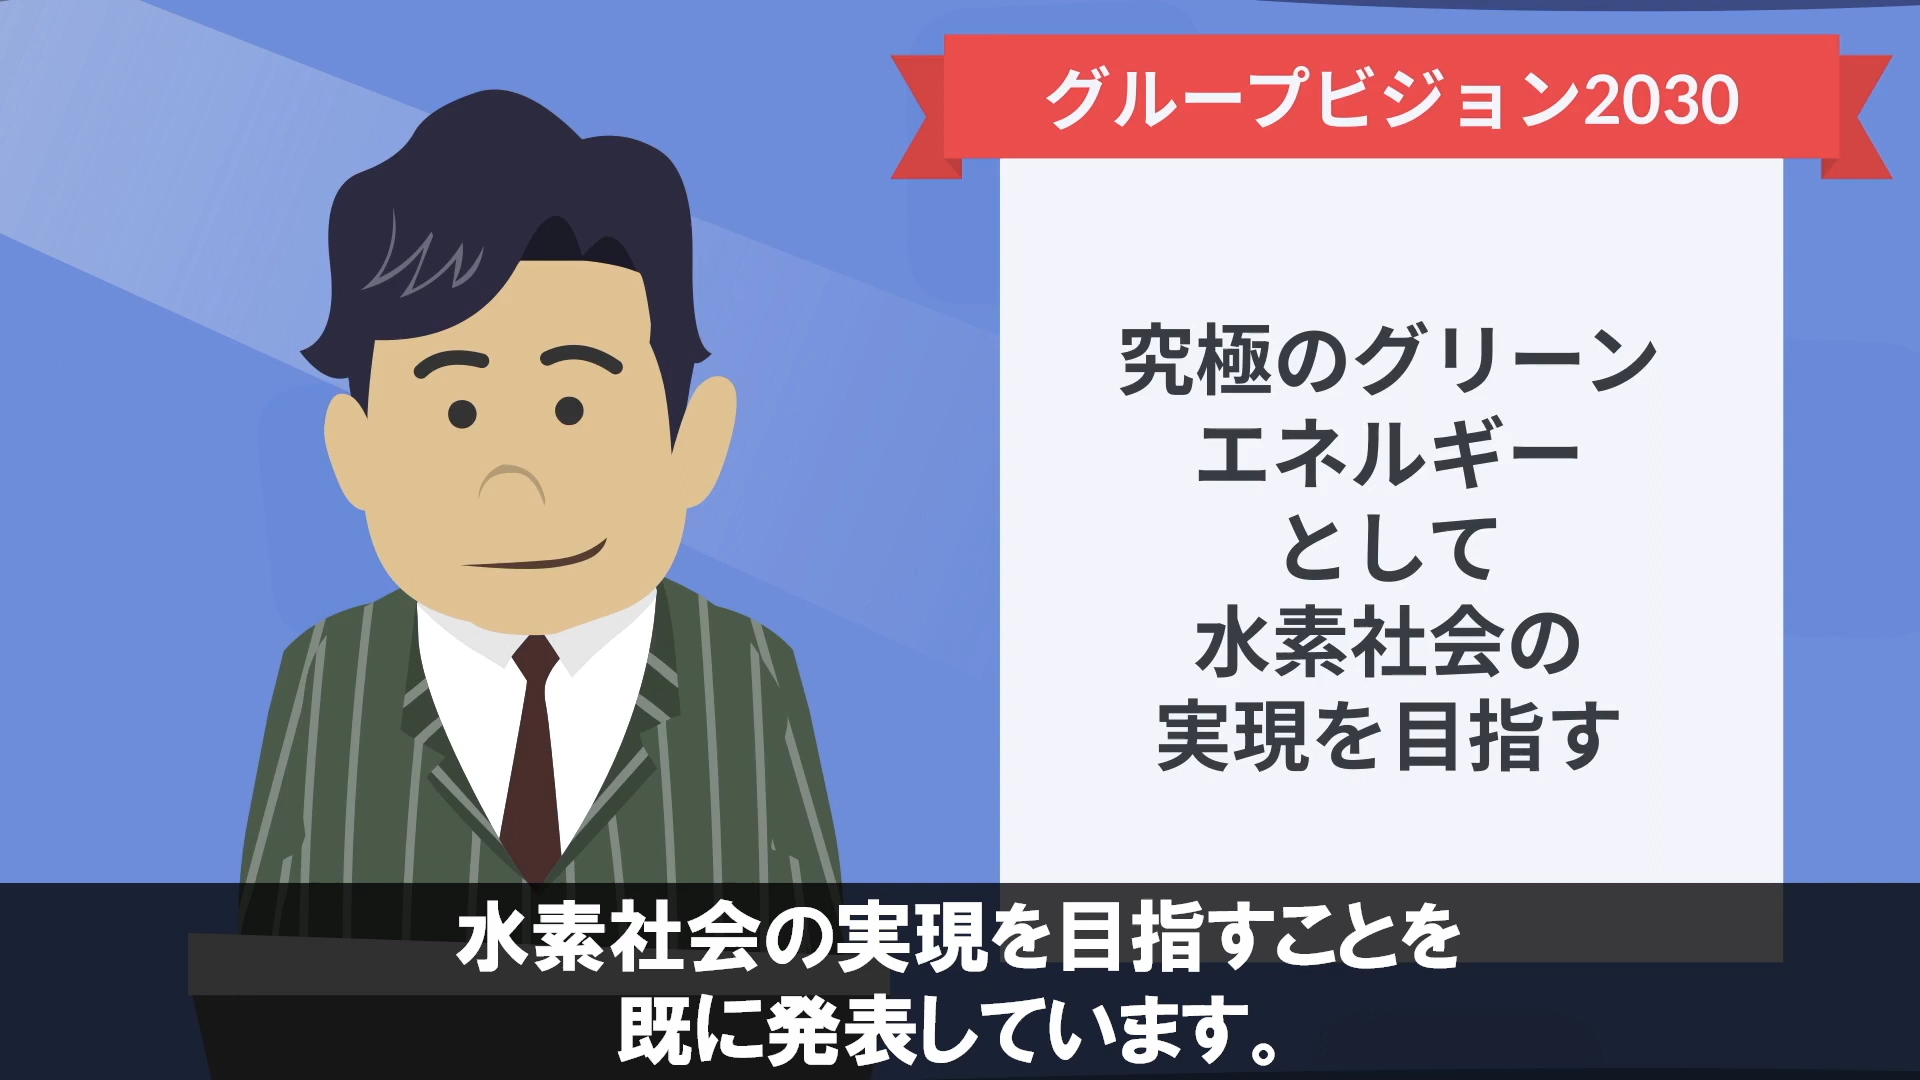 グループビジョン2030
究極のグリーン
エネルギー
として
水素社会の
実現を目指す
水素社会の実現を目指すことを
既に発表しています。